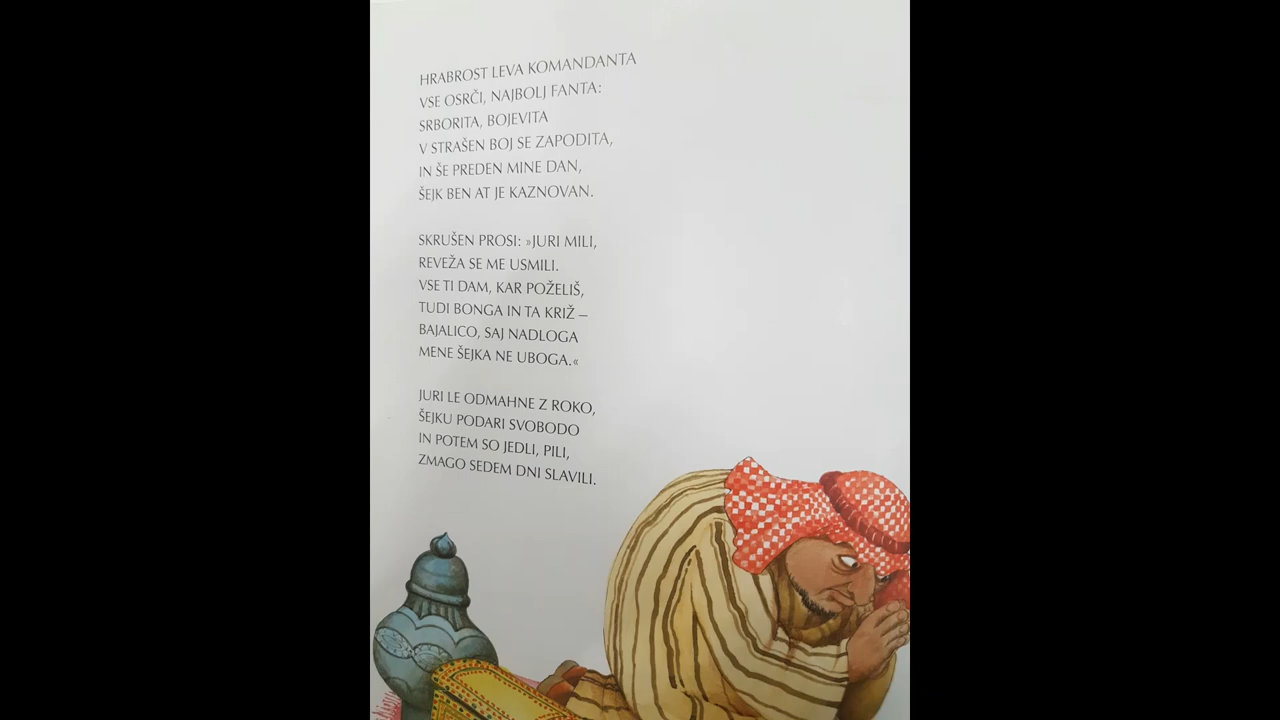 HRABROST LEVA KOMANDANTA
VSE OSRČI, NAJBOLJ FANTA:
SRBORITA, BOJEVITA
V STRAŠEN BOJ SE ZAPODITA,
IN ŠE PREDEN MINE DAN,
ŠEJK BEN AT JE KAZNOVAN.
SKRUŠEN PROSI: »JURI MILI,
REVEŽA SE ME USMILI.
VSE TI DAM, KAR POŽELIŠ,
TUDI BONGA IN TA KRIŽ –
BAJALICO, SAJ NADLOGA
MENE ŠEJKA NE UBOGA.«
JURI LE ODMAHNE Z ROKO,
ŠEJKU PODARI SVOBODO
IN POTEM SO JEDLI, PILI,
ZMAGO SEDEM DNI SLAVILI.